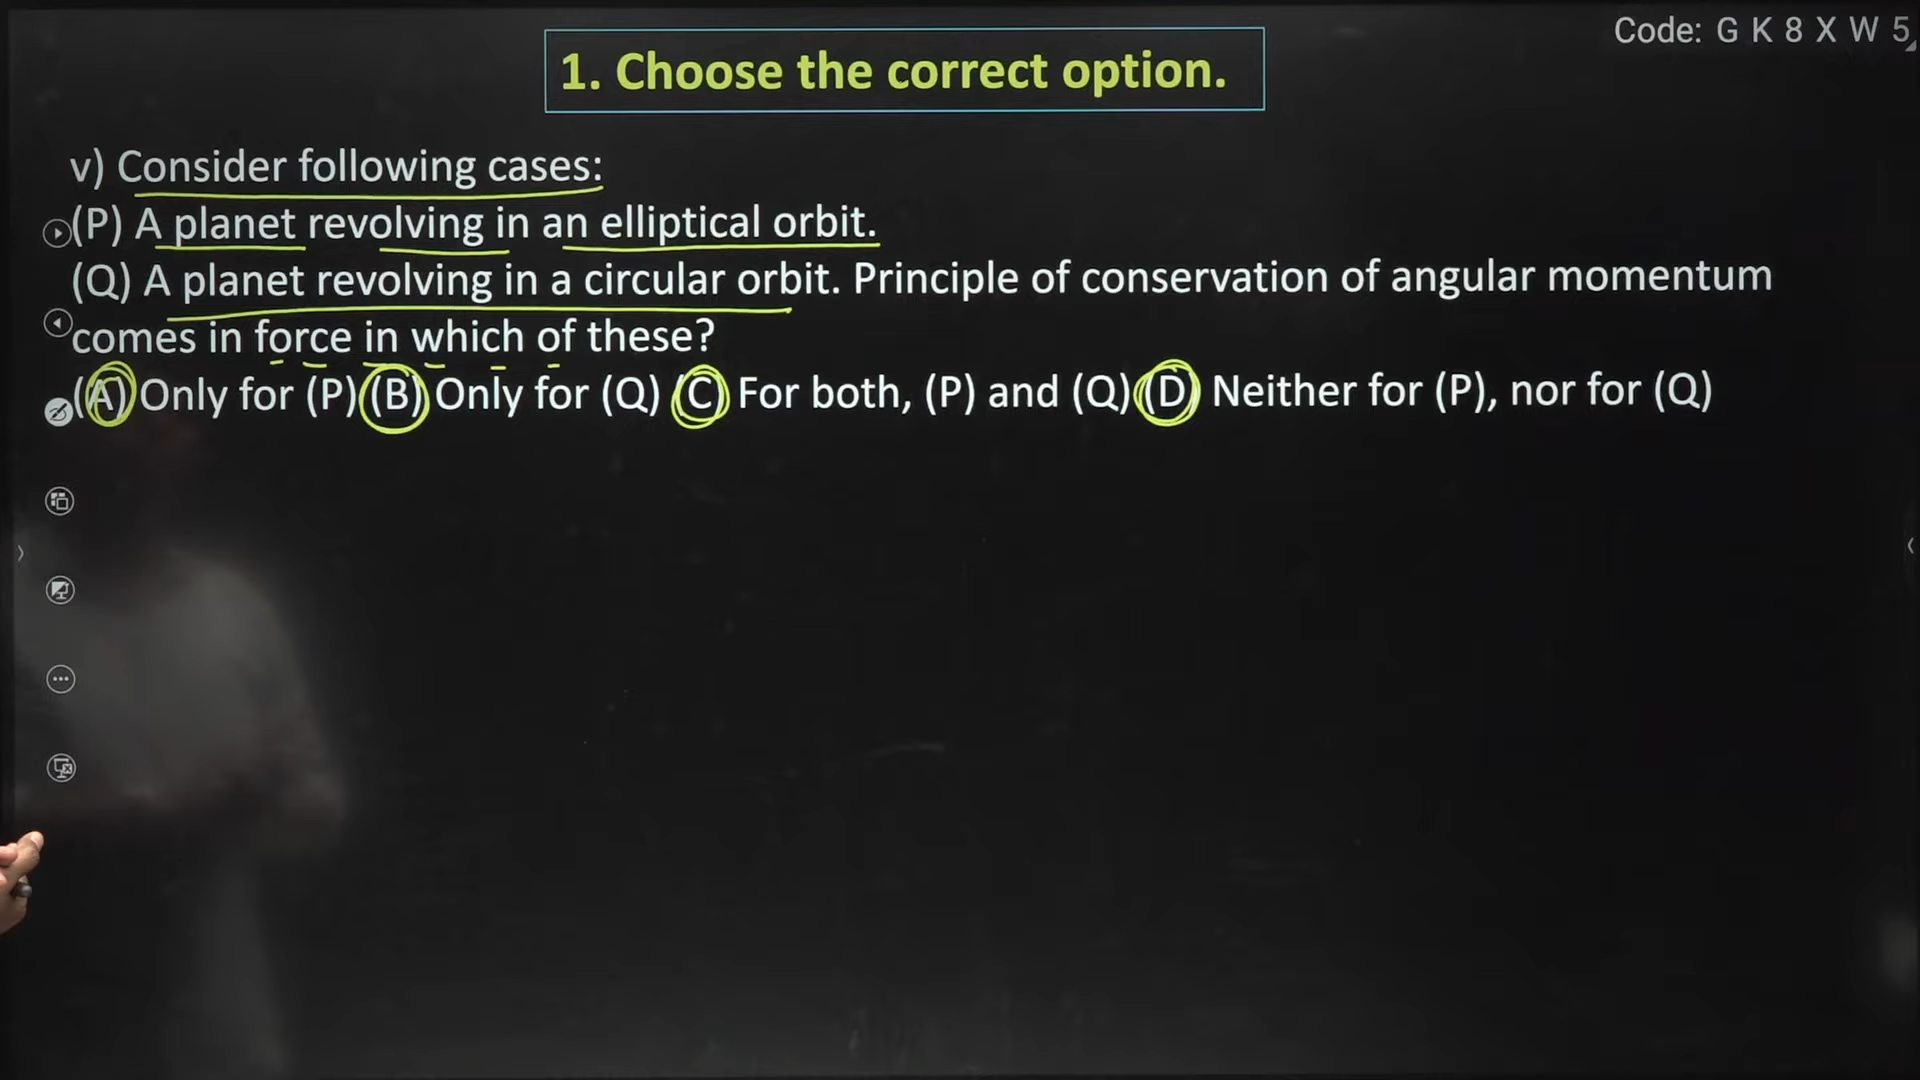 Code: G K 8 X W 5
1. Choose the correct option.
v) Consider following cases:
(P) A planet revolving in an elliptical orbit.
(Q) A planet revolving in a circular orbit. Principle of conservation of angular momentum
comes in force in which of these?
(A) Only for (P) (B) Only for (Q) (C) For both, (P) and (Q) (D) Neither for (P), nor for (Q)